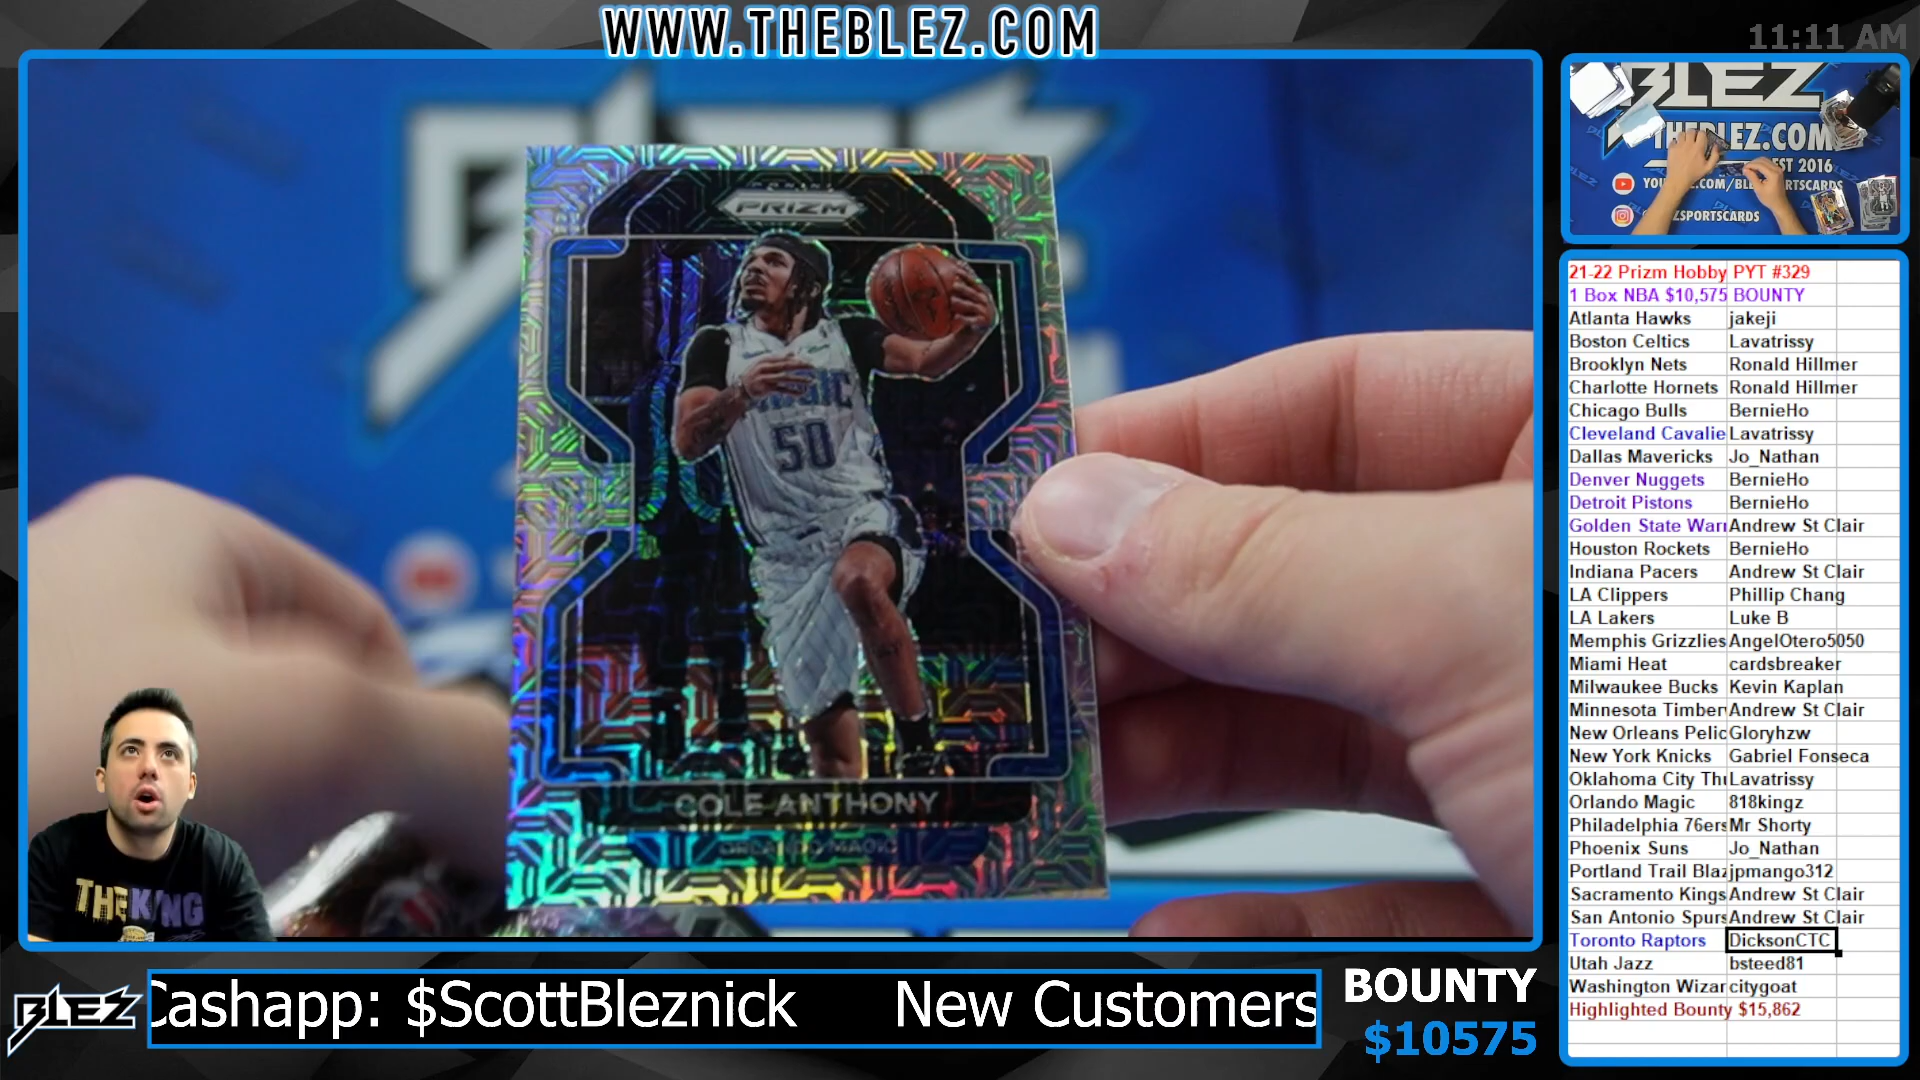 WWW.THEBLEZ.COM
11:11 AM
BLEZ
PANINI
PRIZM
MAGIC
50
COLE ANTHONY
ORLANDO MAGIC
THE KING
BLEZ
THEBLEZ.COM
EST 2016
21-22 Prizm Hobby PYT #329
1 Box NBA $10,575 BOUNTY
Atlanta Hawks jakeji
Boston Celtics Lavatrissy
Brooklyn Nets Ronald Hillmer
Charlotte Hornets Ronald Hillmer
Chicago Bulls BernieHo
Cleveland Cavalie Lavatrissy
Dallas Mavericks Jo_Nathan
Denver Nuggets BernieHo
Detroit Pistons BernieHo
Golden State Warr Andrew St Clair
Houston Rockets BernieHo
Indiana Pacers Andrew St Clair
LA Clippers Phillip Chang
LA Lakers Luke B
Memphis Grizzlies AngelOtero5050
Miami Heat cardsbreaker
Milwaukee Bucks Kevin Kaplan
Minnesota Timber Andrew St Clair
New Orleans Pelic Gloryhzw
New York Knicks Gabriel Fonseca
Oklahoma City Thu Lavatrissy
Orlando Magic 818kingz
Philadelphia 76ers Mr Shorty
Phoenix Suns Jo_Nathan
Portland Trail Blaz jpmango312
Sacramento Kings Andrew St Clair
San Antonio Spurs Andrew St Clair
Toronto Raptors DicksonCTC
Utah Jazz bsteed81
Washington Wizar citygoat
Highlighted Bounty $15,862
BLEZ
Cashapp: $ScottBleznick New Customers
BOUNTY
$10575